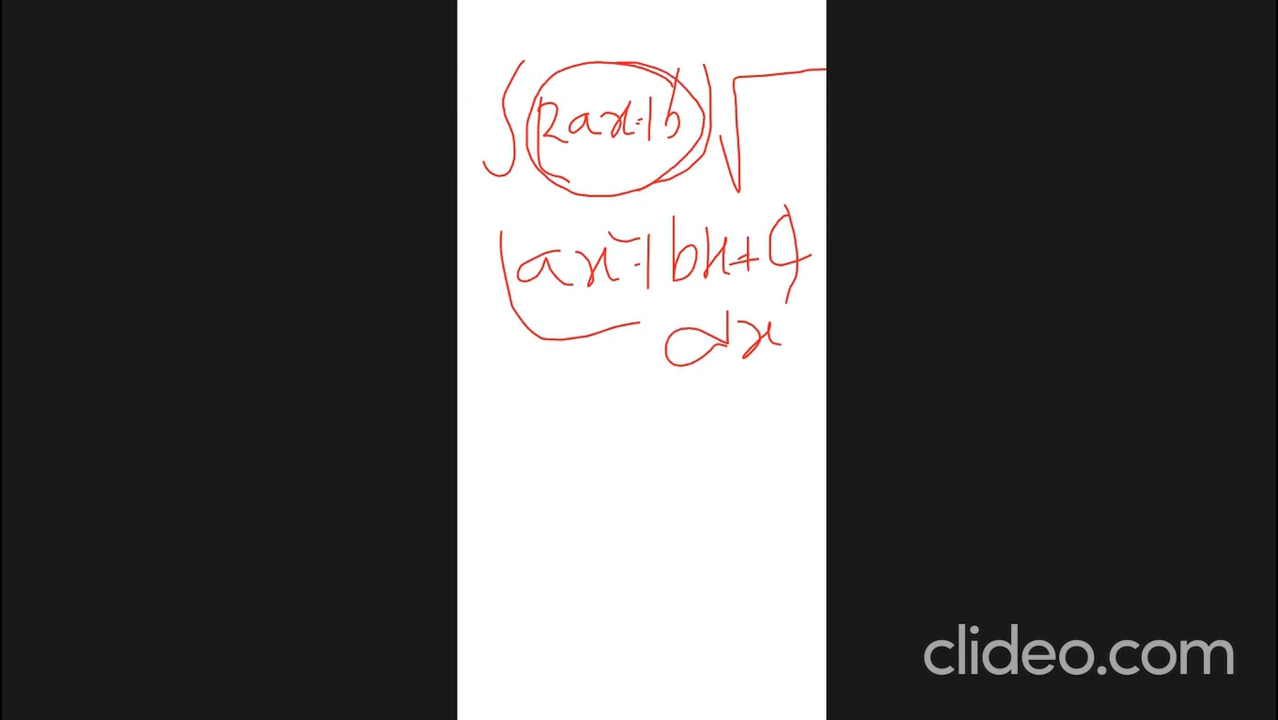 ∫(2ax+b)√
(ax²+bx+c)
dx
clideo.com